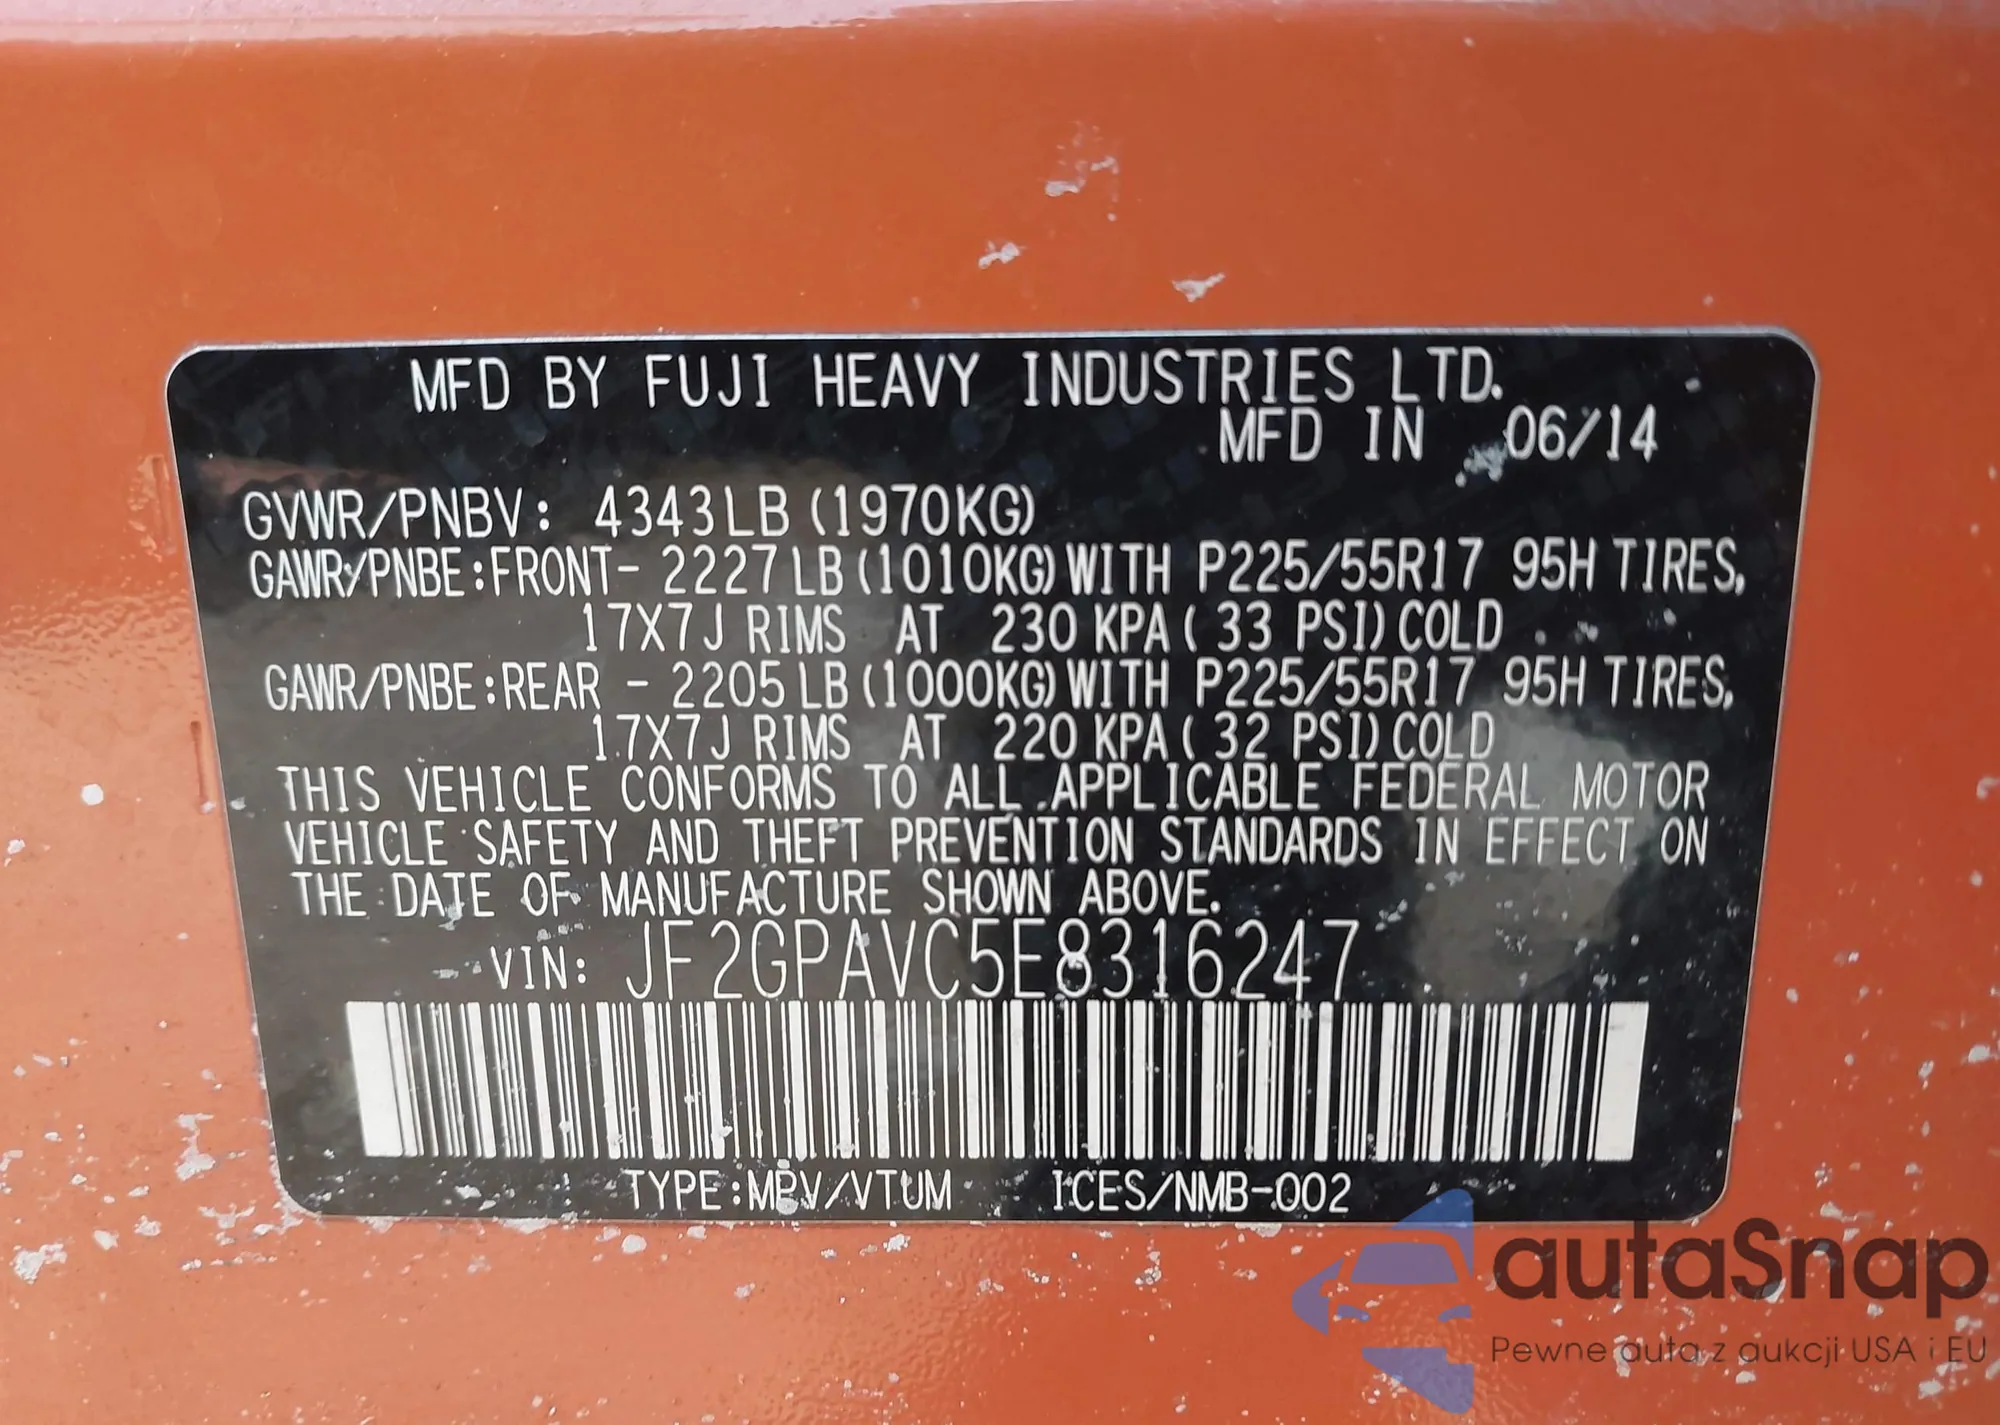 MFD BY FUJI HEAVY INDUSTRIES LTD.
MFD IN 06/14
GVWR/PNBV: 4343LB(1970KG)
GAWR/PNBE:FRONT- 2227LB(1010KG)WITH P225/55R17 95H TIRES,
17X7J RIMS AT 230 KPA( 33 PSI)COLD
GAWR/PNBE:REAR - 2205LB(1000KG)WITH P225/55R17 95H TIRES,
17X7J RIMS AT 220 KPA( 32 PSI)COLD
THIS VEHICLE CONFORMS TO ALL APPLICABLE FEDERAL MOTOR
VEHICLE SAFETY AND THEFT PREVENTION STANDARDS IN EFFECT ON
THE DATE OF MANUFACTURE SHOWN ABOVE.
VIN: JF2GPAVC5E8316247
TYPE:MPV/VTUM ICES/NMB-002
autaSnap
Pewne auta z aukcji USA i EU